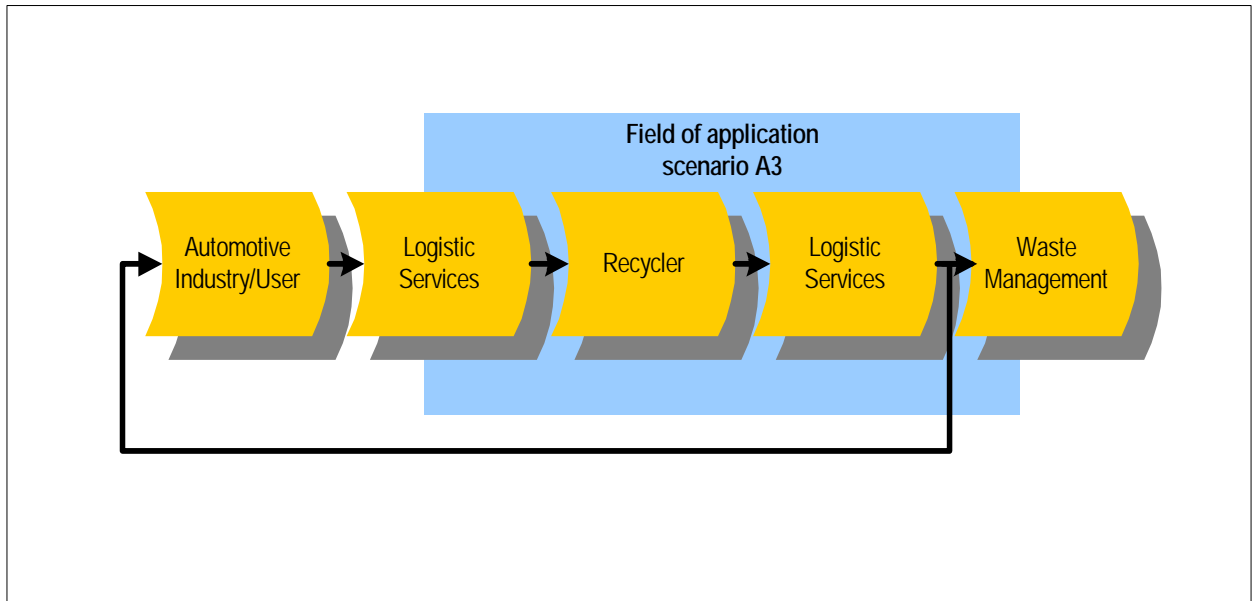 Field of application
scenario A3
Automotive
Industry/User
Logistic
Services
Recycler
Logistic
Services
Waste
Management